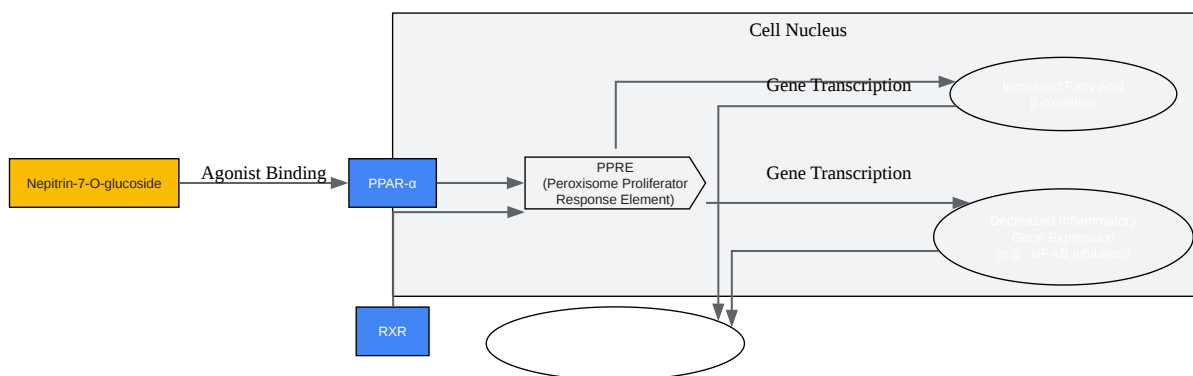 Cell Nucleus
Gene Transcription
Increased Fatty Acid
β-oxidation
Nepitrin-7-O-glucoside
Agonist Binding
PPAR-α
PPRE
(Peroxisome Proliferator
Response Element)
Gene Transcription
Decreased Inflammatory
Gene Expression
(e.g., NF-κB inhibition)
RXR